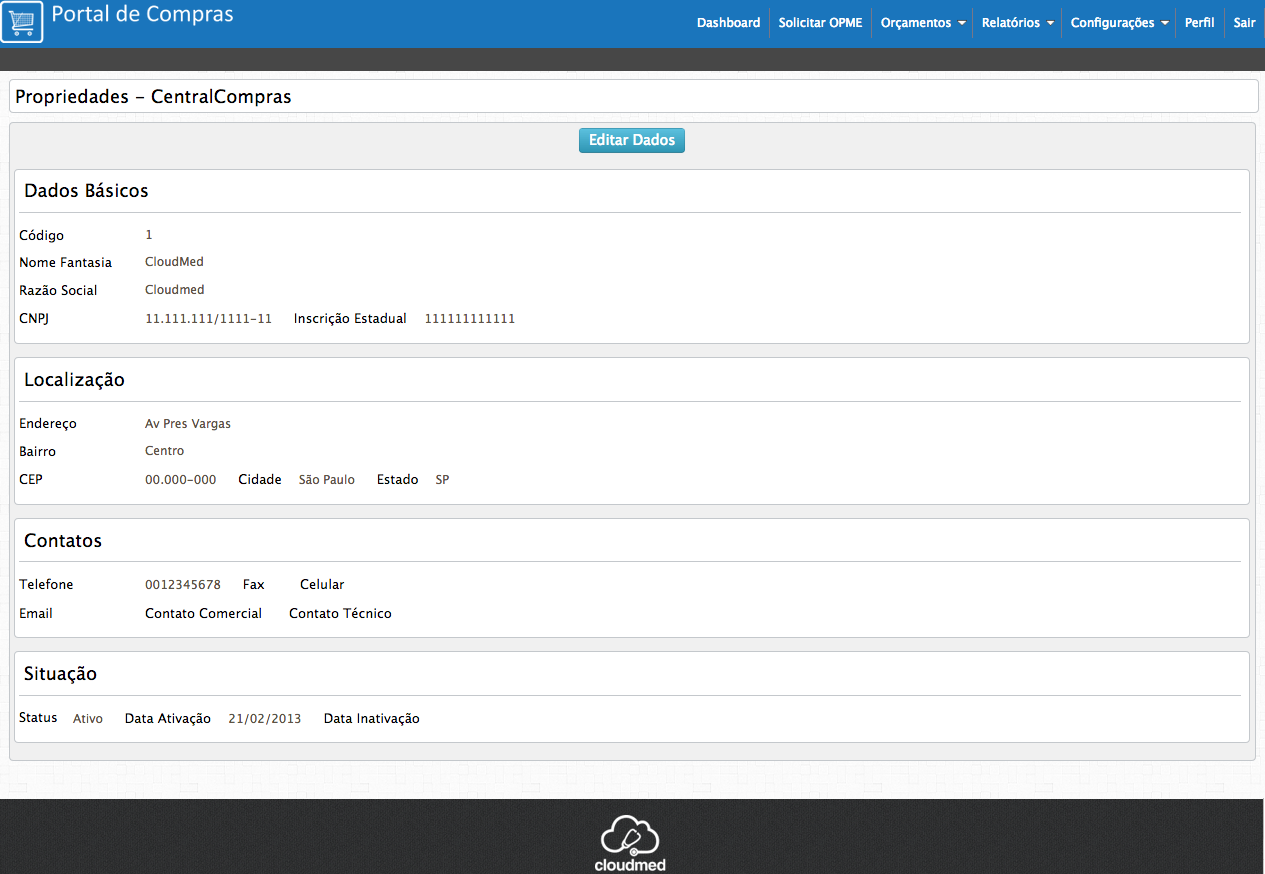 Portal de Compras
Dashboard Solicitar OPME Orçamentos Relatórios Configurações Perfil Sair
Propriedades - CentralCompras
Editar Dados
Dados Básicos
Código 1
Nome Fantasia CloudMed
Razão Social Cloudmed
CNPJ 11.111.111/1111-11 Inscrição Estadual 111111111111
Localização
Endereço Av Pres Vargas
Bairro Centro
CEP 00.000-000 Cidade São Paulo Estado SP
Contatos
Telefone 0012345678 Fax Celular
Email Contato Comercial Contato Técnico
Situação
Status Ativo Data Ativação 21/02/2013 Data Inativação
cloudmed